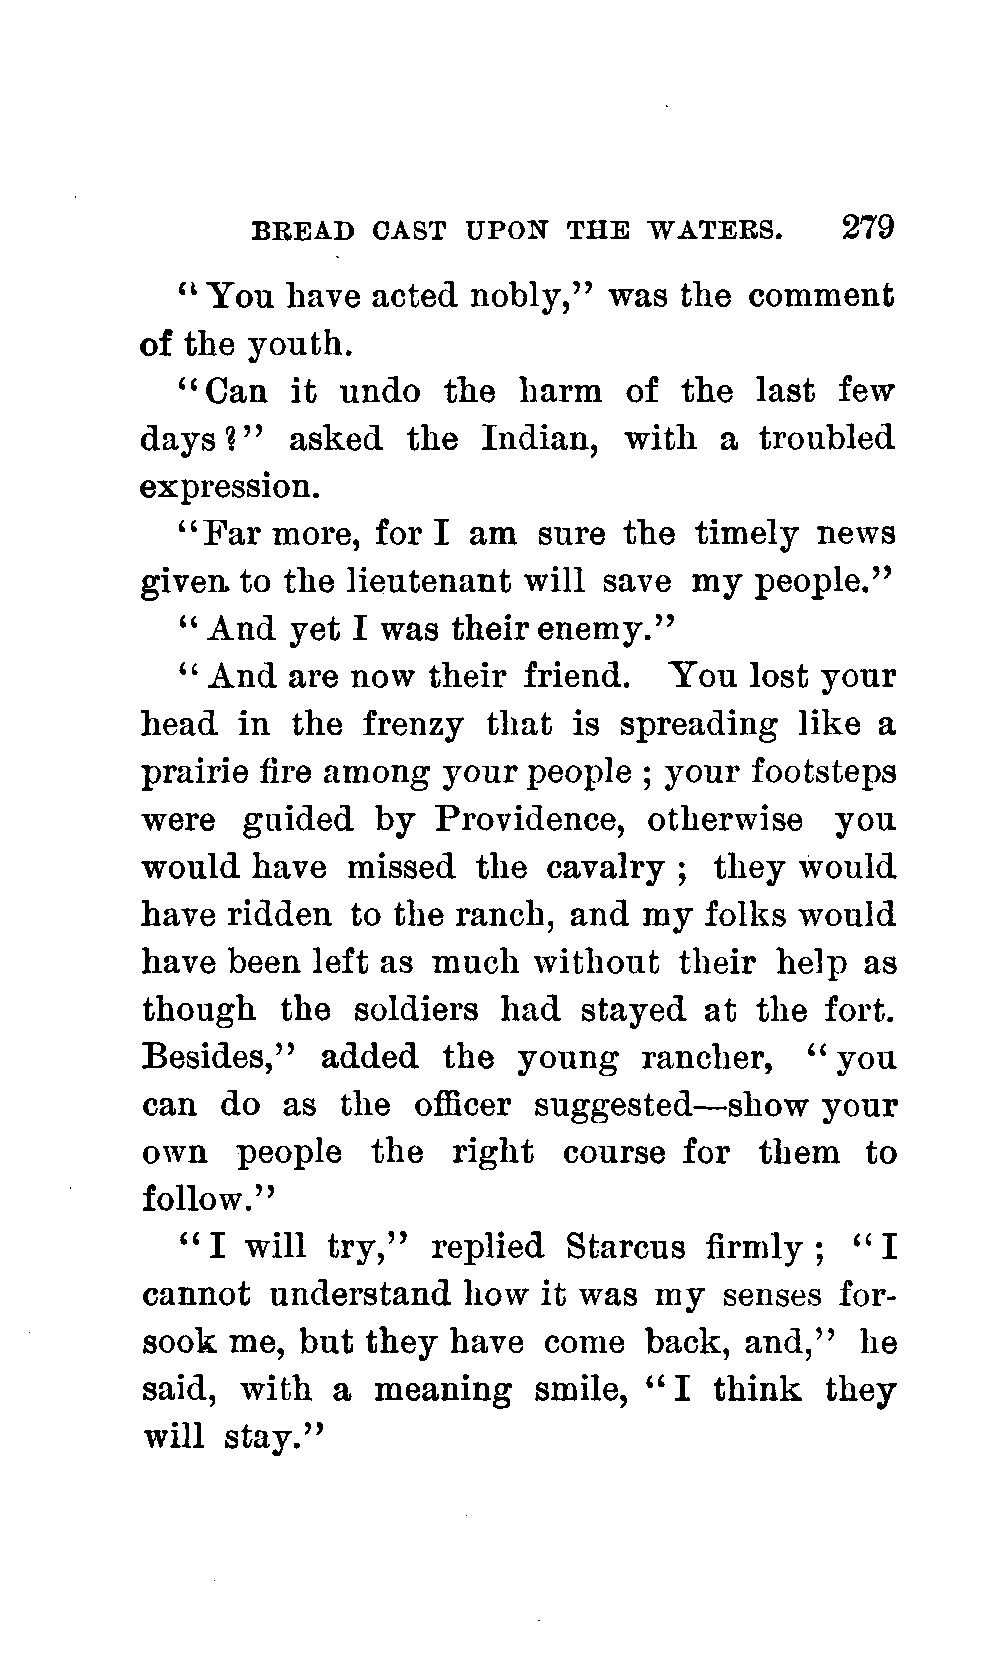 BREAD CAST UPON THE WATERS. 279
"You have acted nobly," was the comment
of the youth.
"Can it undo the harm of the last few
days?" asked the Indian, with a troubled
expression.
"Far more, for I am sure the timely news
given to the lieutenant will save my people."
"And yet I was their enemy."
"And are now their friend. You lost your
head in the frenzy that is spreading like a
prairie fire among your people; your footsteps
were guided by Providence, otherwise you
would have missed the cavalry; they would
have ridden to the ranch, and my folks would
have been left as much without their help as
though the soldiers had stayed at the fort.
Besides," added the young rancher, "you
can do as the officer suggested—show your
own people the right course for them to
follow."
"I will try," replied Starcus firmly; "I
cannot understand how it was my senses for-
sook me, but they have come back, and," he
said, with a meaning smile, "I think they
will stay."